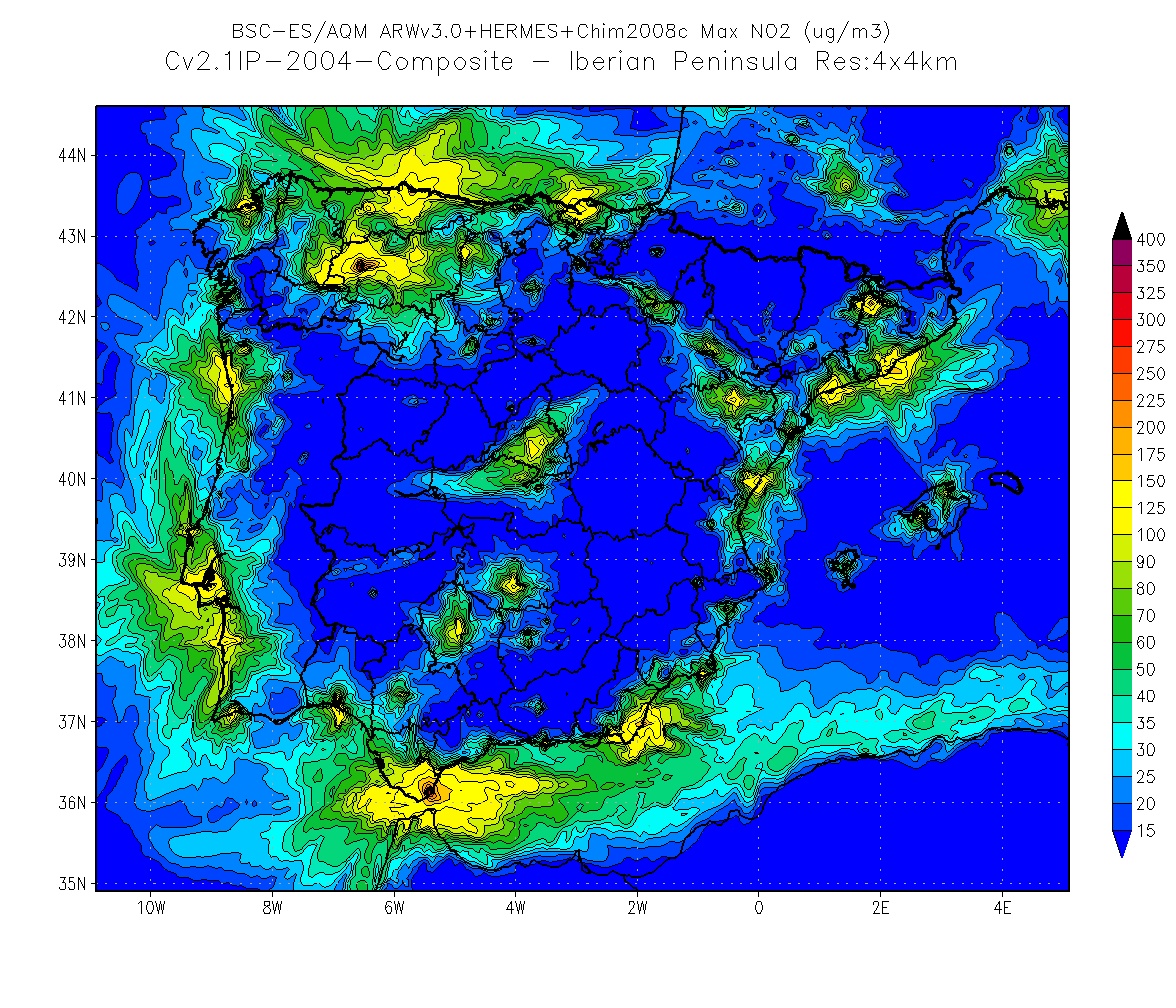 BSC-ES/AQM ARWv3.0+HERMES+Chim2008c Max NO2 (ug/m3)
Cv2.1IP-2004-Composite - Iberian Peninsula Res:4x4km
44N
43N
42N
41N
40N
39N
38N
37N
36N
35N
10W 8W 6W 4W 2W 0 2E 4E
400
350
325
300
250
225
200
175
150
125
100
90
80
70
60
50
40
35
30
25
20
15